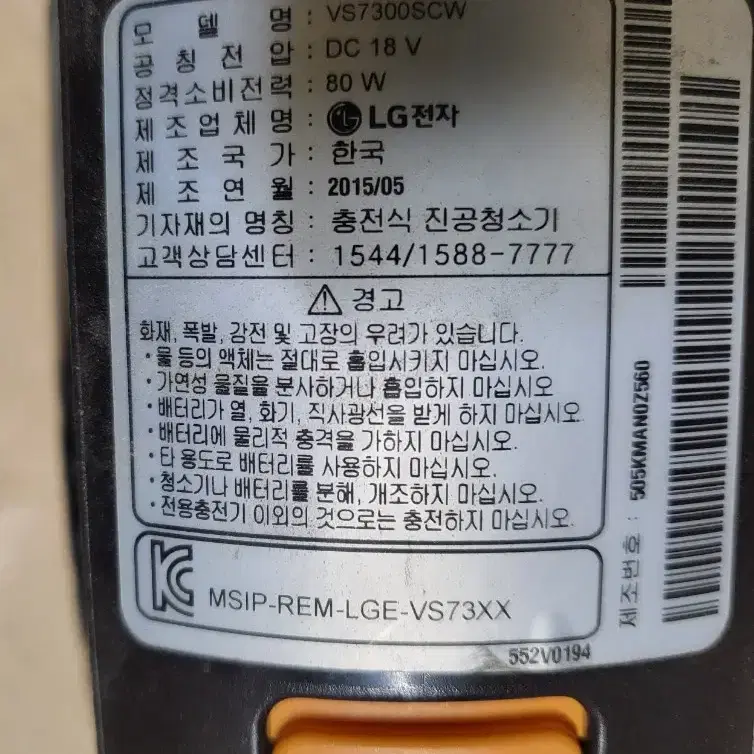 모 델 명 : VS7300SCW
공 칭 전 압 : DC 18 V
정격소비전력 : 80 W
제 조 업 체 명 : LG전자
제 조 국 가 : 한국
제 조 연 월 : 2015/05
기자재의 명칭 : 충전식 진공청소기
고객상담센터 : 1544/1588-7777
경고
화재, 폭발, 감전 및 고장의 우려가 있습니다.
· 물 등의 액체는 절대로 흡입시키지 마십시오.
· 가연성 물질을 분사하거나 흡입하지 마십시오
· 배터리가 열, 화기, 직사광선을 받게 하지 마십시오
· 배터리에 물리적 충격을 가하지 마십시오.
· 타 용도로 배터리를 사용하지 마십시오.
· 청소기나 배터리를 분해, 개조하지 마십시오.
· 전용충전기 이외의 것으로는 충전하지 마십시오.
MSIP-REM-LGE-VS73XX
552V0194
제조번호 : 505KMAN0Z560